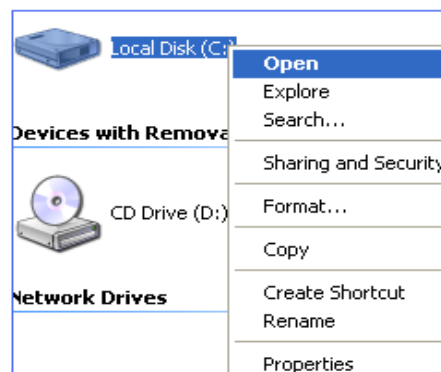 Local Disk (C:)
Open
Explore
Search...
Devices with Remova
Sharing and Security
CD Drive (D:)
Format...
Copy
Network Drives
Create Shortcut
Rename
Properties